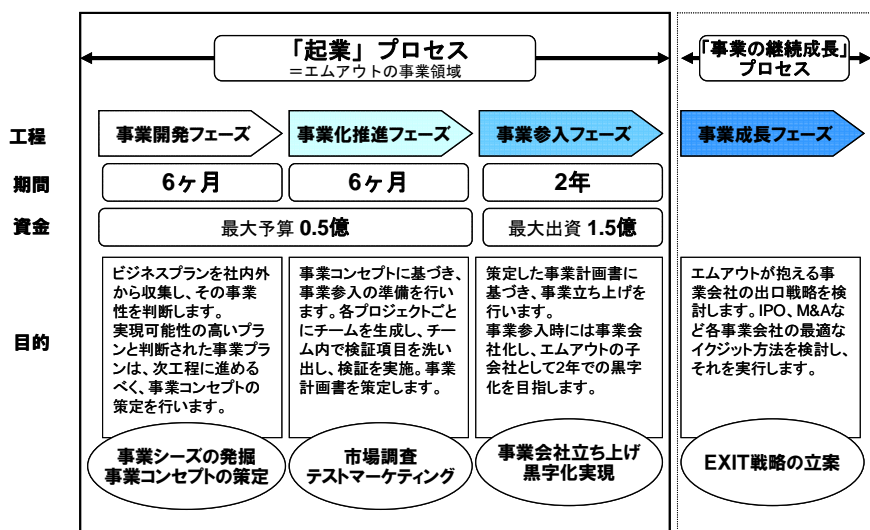 「起業」プロセス
＝エムアウトの事業領域
「事業の継続成長」
プロセス
工程
事業開発フェーズ
事業化推進フェーズ
事業参入フェーズ
事業成長フェーズ
期間
6ヶ月
6ヶ月
2年
資金
最大予算 0.5億
最大出資 1.5億
目的
ビジネスプランを社内外
から収集し、その事業
性を判断します。
実現可能性の高いプラ
ンと判断された事業プラ
ンは、次工程に進める
べく、事業コンセプトの
策定を行います。
事業コンセプトに基づき、
事業参入の準備を行い
ます。各プロジェクトごと
にチームを生成し、チー
ム内で検証項目を洗い
出し、検証を実施。事業
計画書を策定します。
策定した事業計画書に
基づき、事業立ち上げを
行います。
事業参入時には事業会
社化し、エムアウトの子
会社として2年での黒字
化を目指します。
エムアウトが抱える事
業会社の出口戦略を検
討します。IPO、M&Aな
ど各事業会社の最適な
イクジット方法を検討し、
それを実行します。
事業シーズの発掘
事業コンセプトの策定
市場調査
テストマーケティング
事業会社立ち上げ
黒字化実現
EXIT戦略の立案